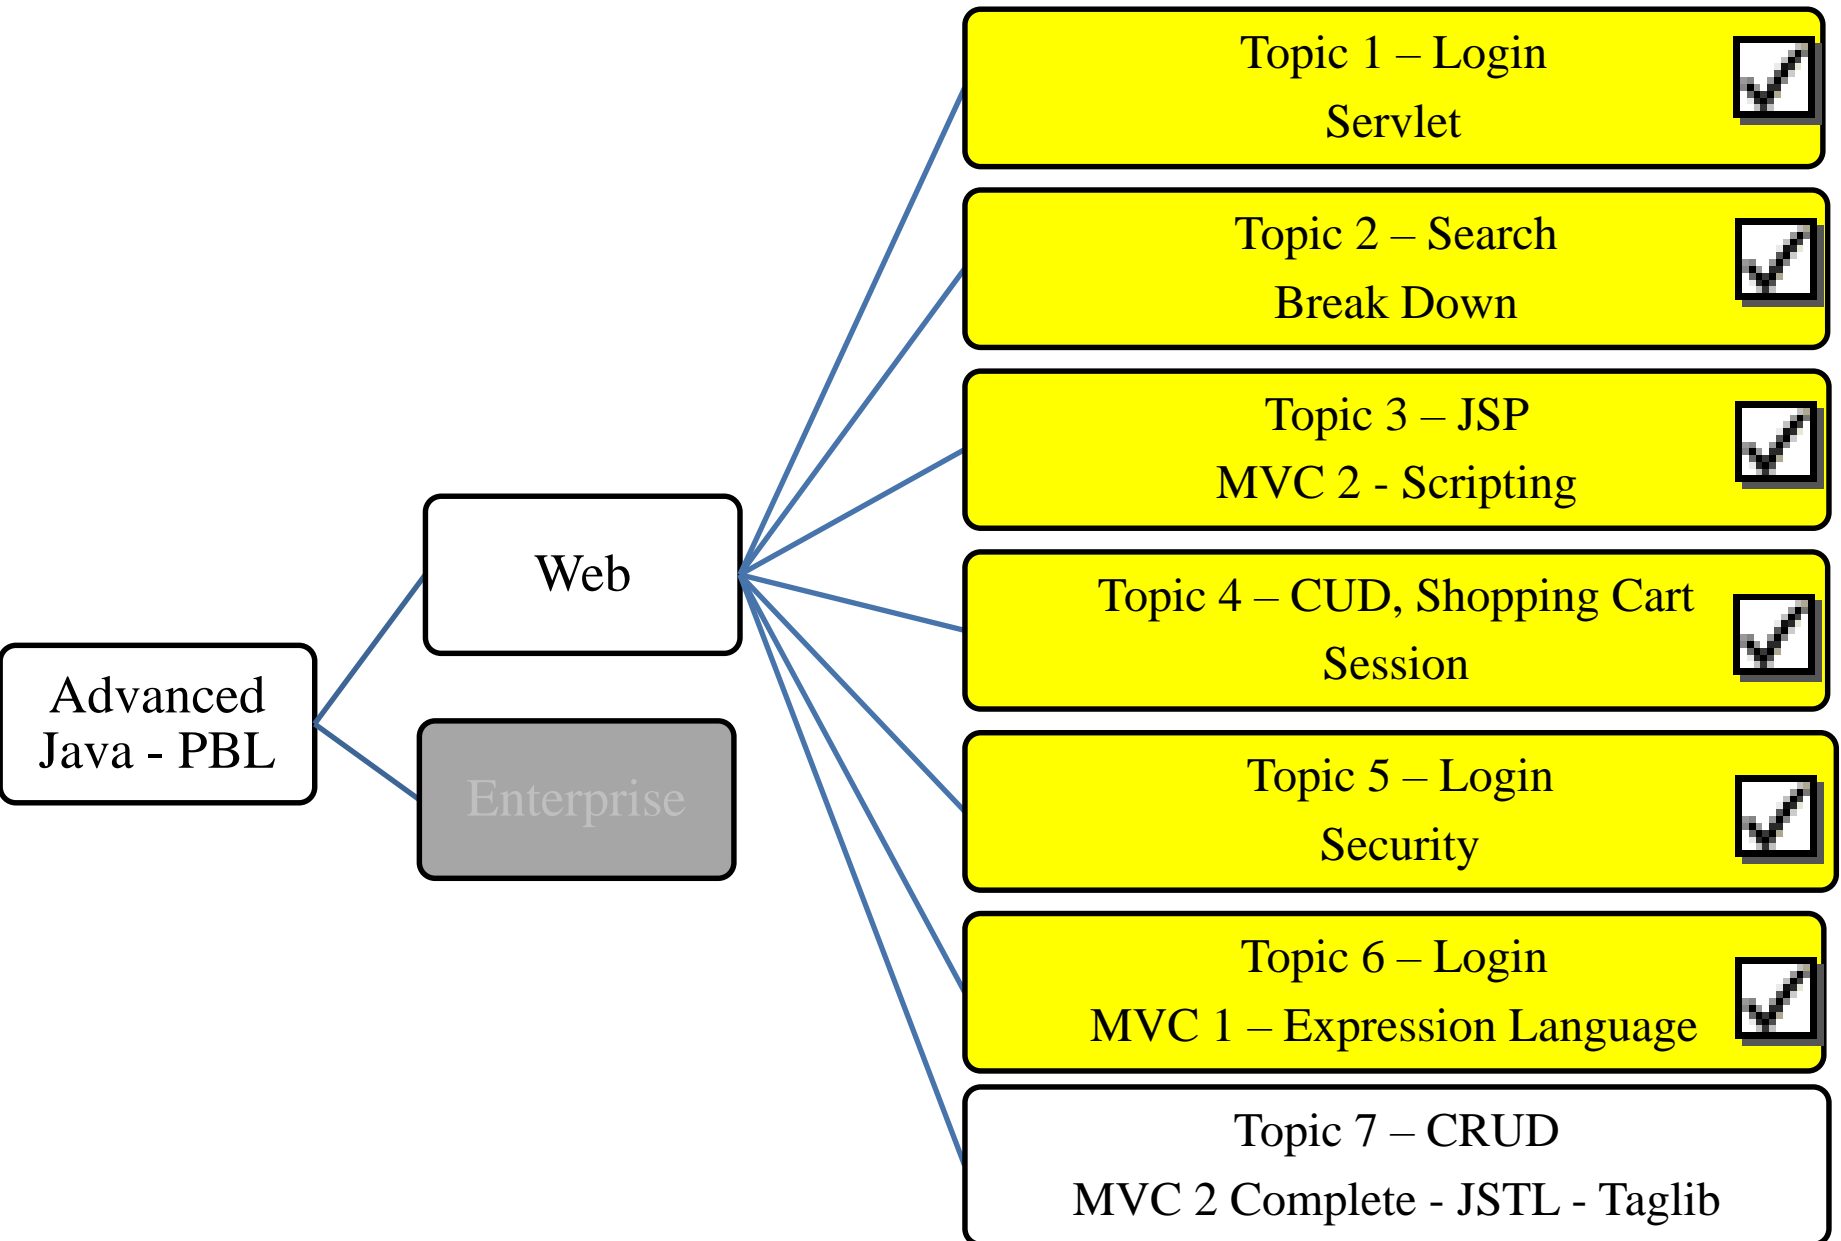 Advanced
Java - PBL
Web
Enterprise
Topic 1 – Login
Servlet
Topic 2 – Search
Break Down
Topic 3 – JSP
MVC 2 - Scripting
Topic 4 – CUD, Shopping Cart
Session
Topic 5 – Login
Security
Topic 6 – Login
MVC 1 – Expression Language
Topic 7 – CRUD
MVC 2 Complete - JSTL - Taglib